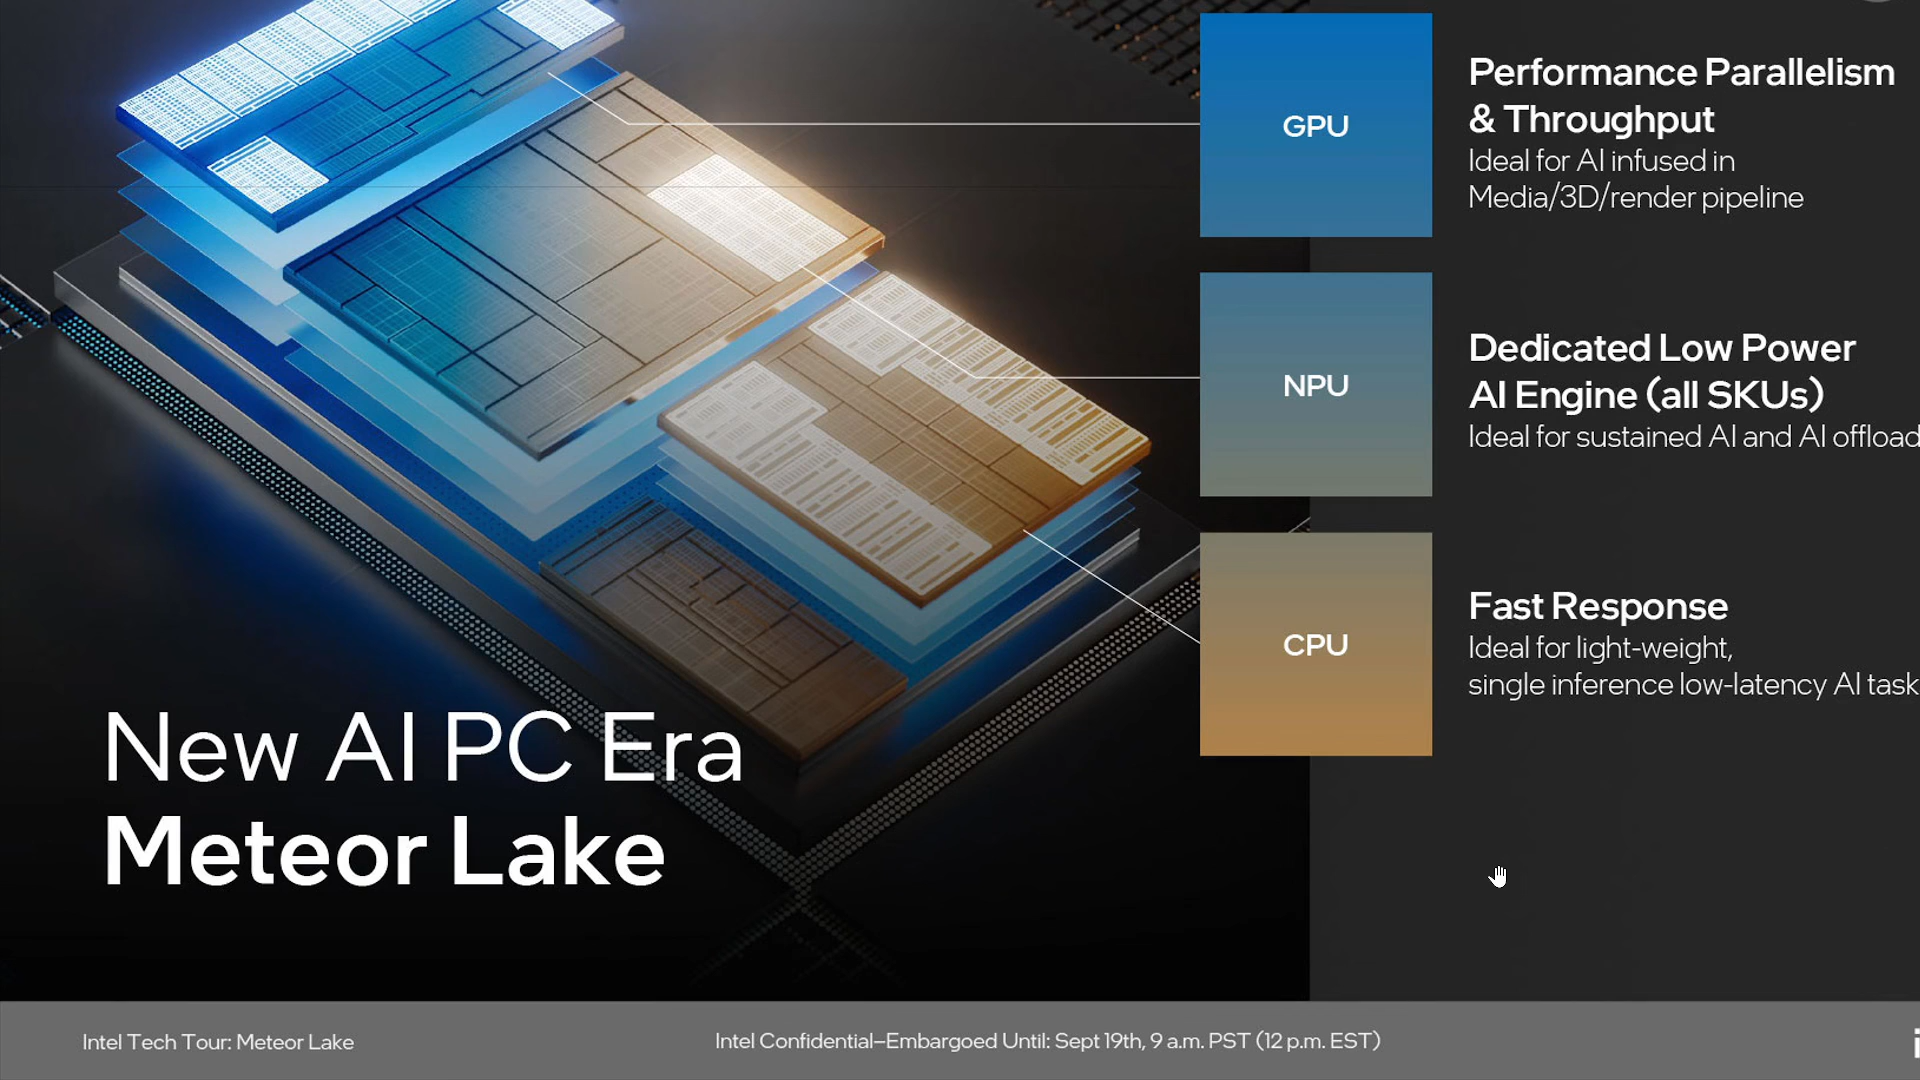 GPU
Performance Parallelism
& Throughput
Ideal for AI infused in
Media/3D/render pipeline
NPU
Dedicated Low Power
AI Engine (all SKUs)
Ideal for sustained AI and AI offload
CPU
Fast Response
Ideal for light-weight,
single inference low-latency AI task
New AI PC Era
Meteor Lake
Intel Tech Tour: Meteor Lake
Intel Confidential–Embargoed Until: Sept 19th, 9 a.m. PST (12 p.m. EST)